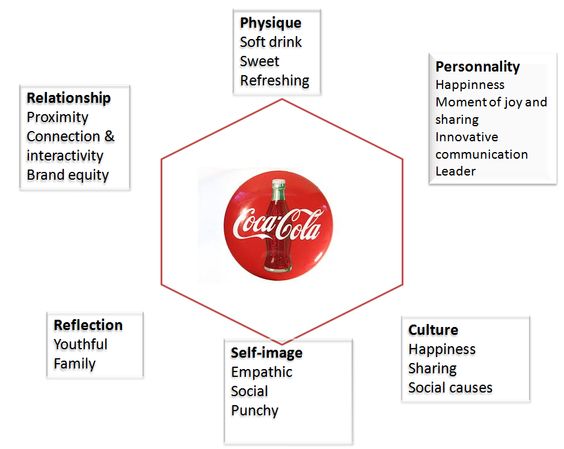 Physique
Soft drink
Sweet
Refreshing
Personnality
Happinness
Moment of joy and
sharing
Innovative
communication
Leader
Relationship
Proximity
Connection &
interactivity
Brand equity
Coca-Cola
Reflection
Youthful
Family
Self-image
Empathic
Social
Punchy
Culture
Happiness
Sharing
Social causes